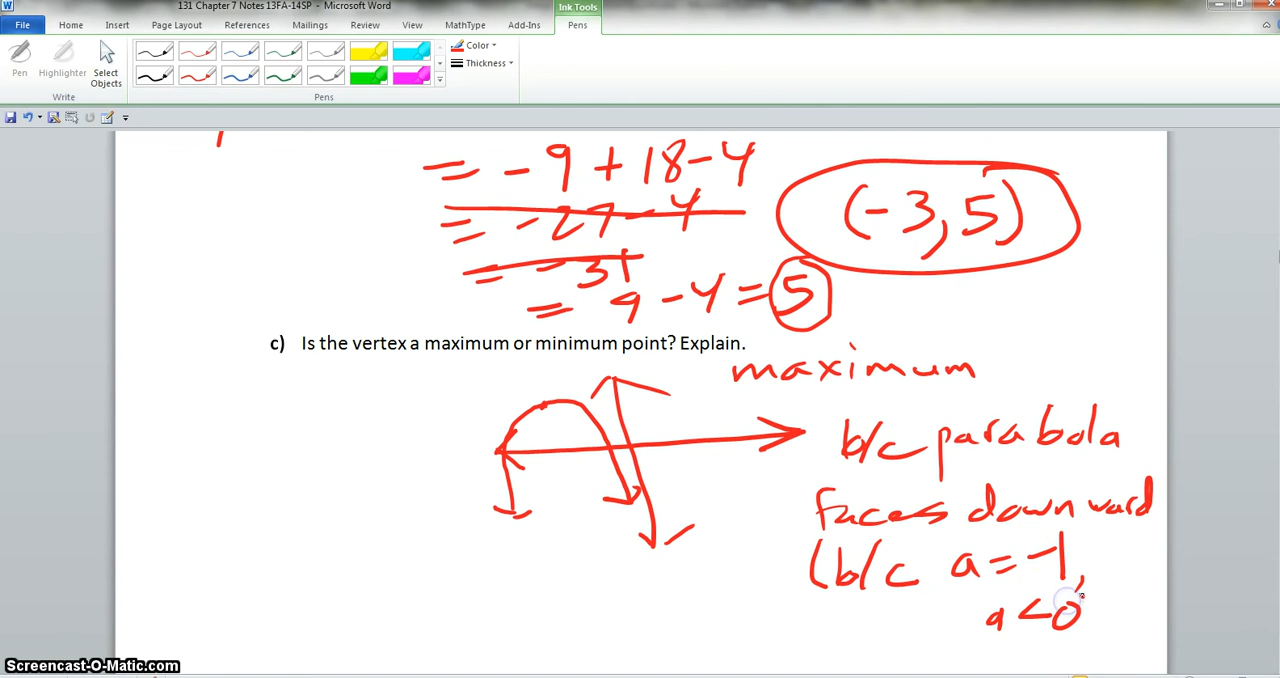 131 Chapter 7 Notes 13FA-14SP - Microsoft Word
Ink Tools
File Home Insert Page Layout References Mailings Review View MathType Add-Ins Pens
Pen
Highlighter
Select Objects
Color
Thickness
Write
Pens
= -9 + 18 - 4
= -27 - 4
(-3, 5)
= -31
= 9 - 4 = 5
c) Is the vertex a maximum or minimum point? Explain.
maximum
b/c parabola
faces downward
(b/c a = -1,
a < 0
Screencast-O-Matic.com